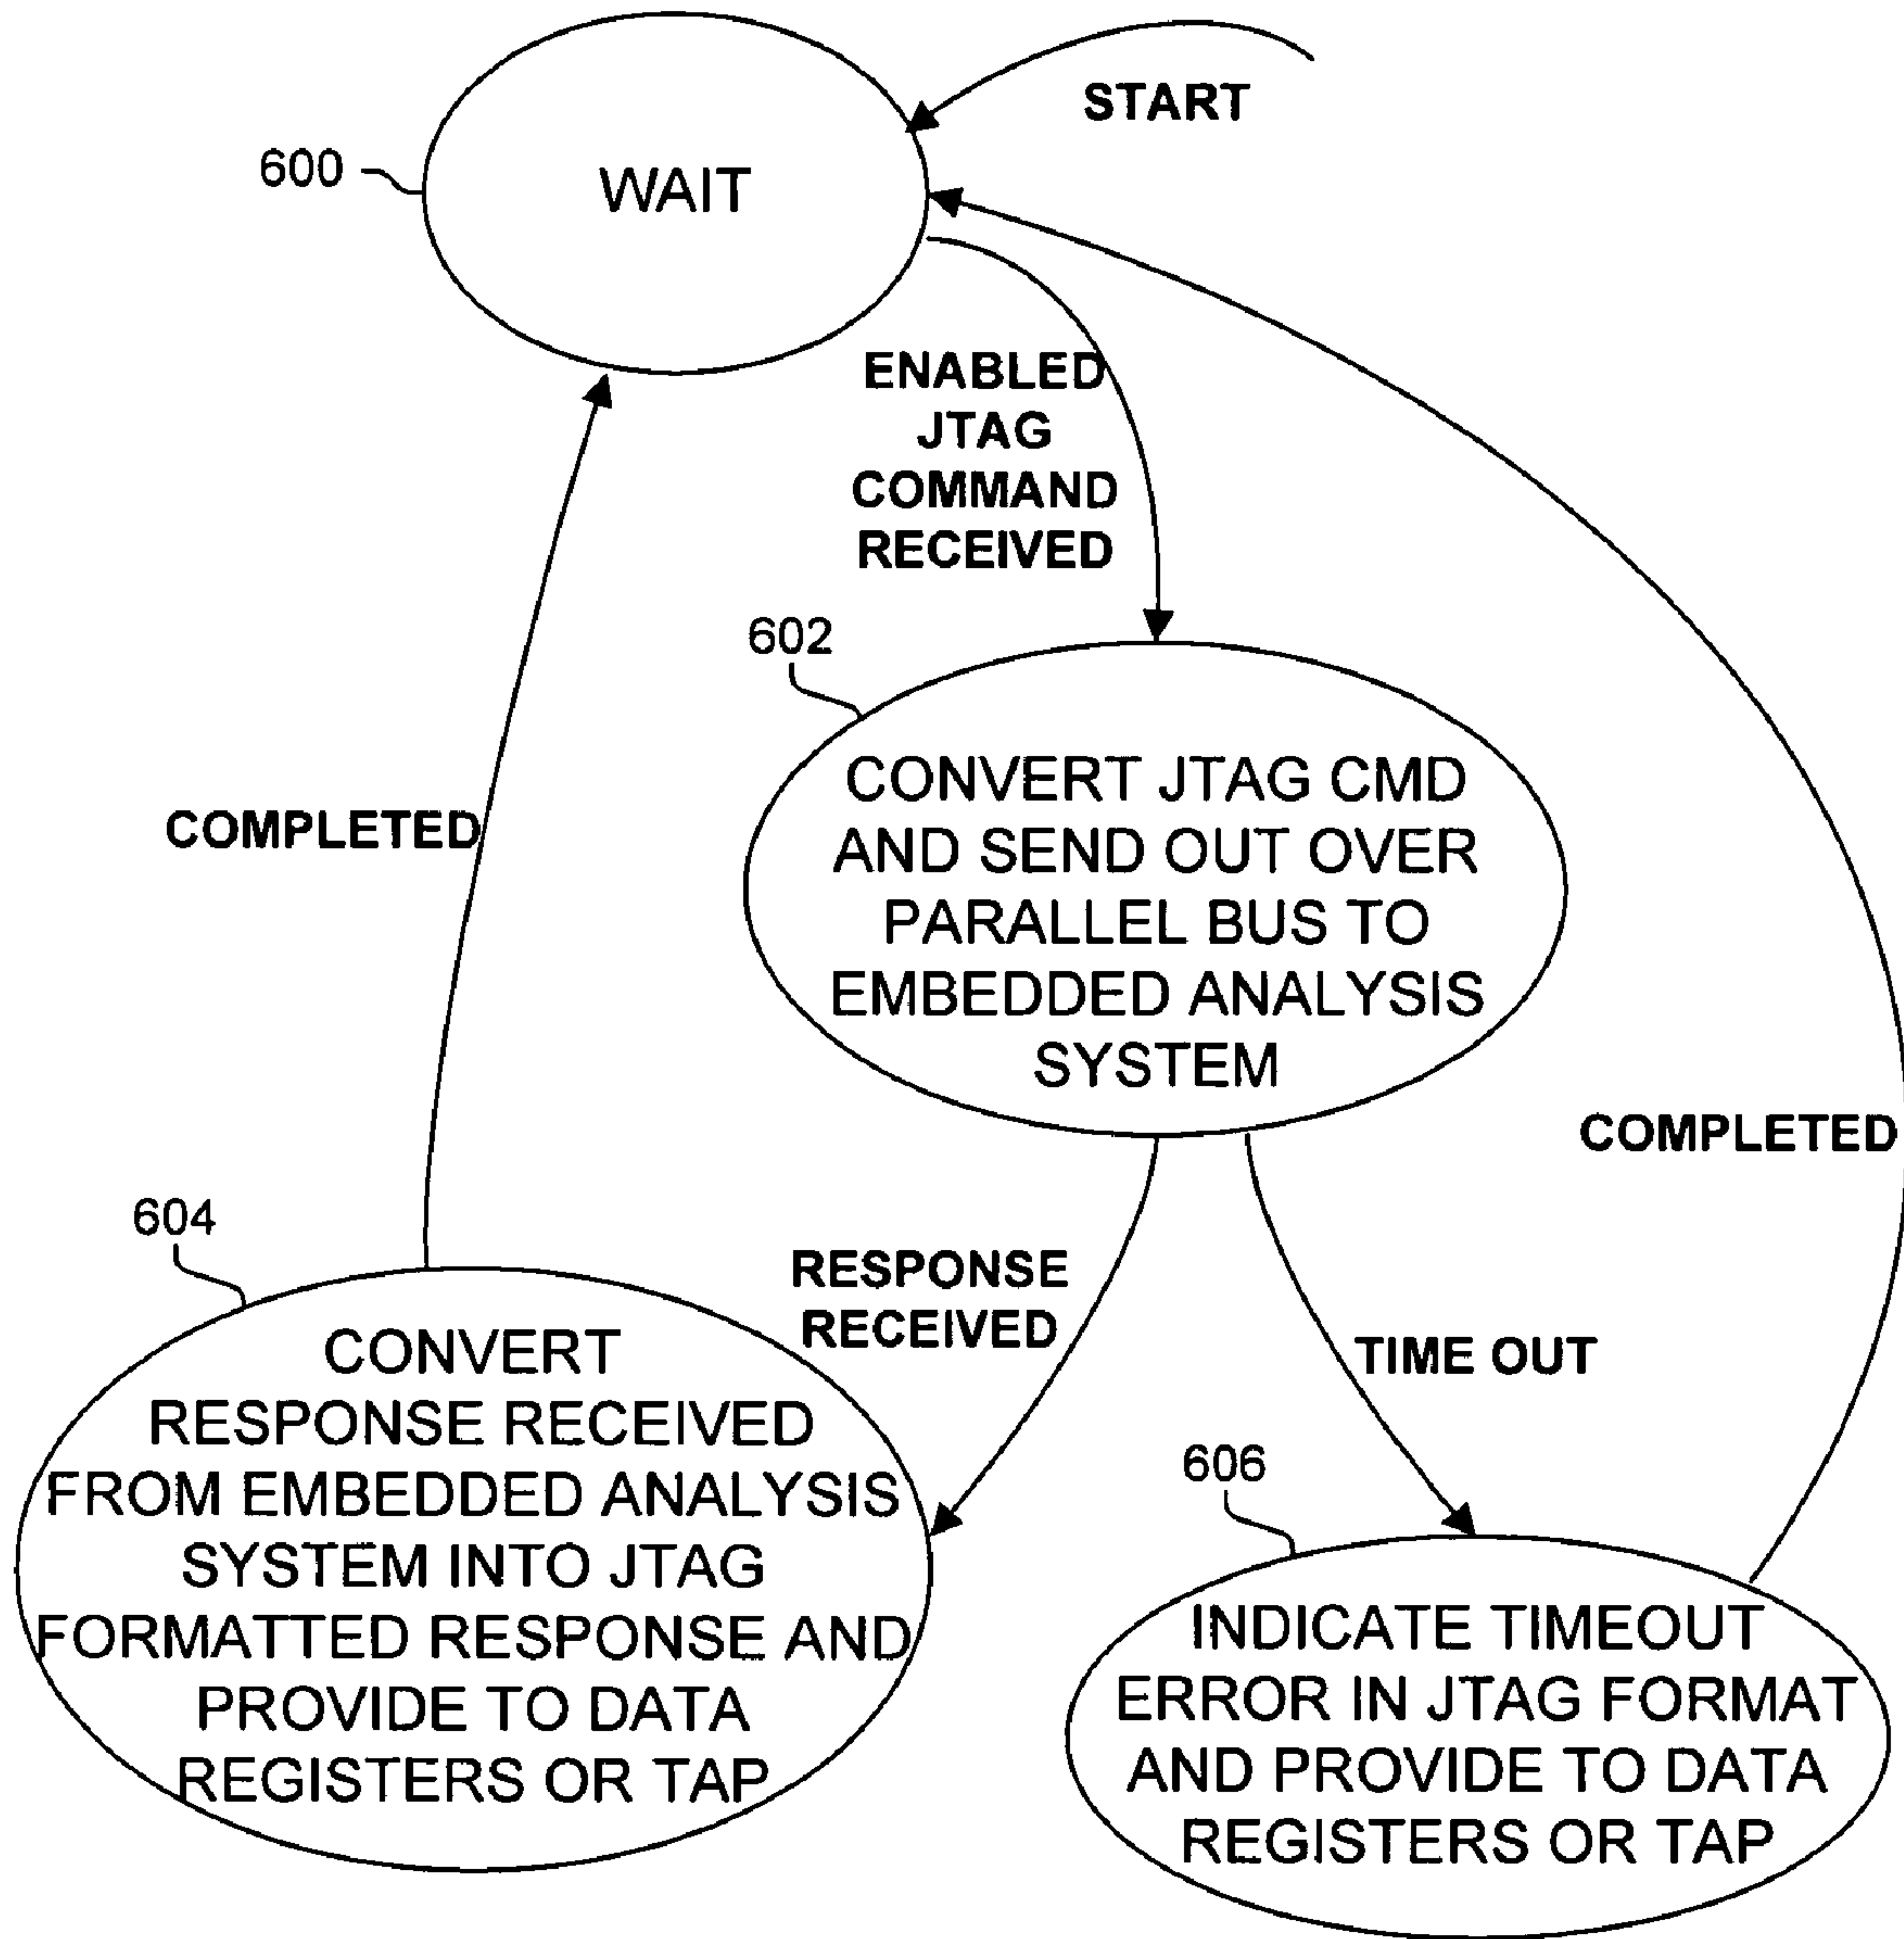 START
600
WAIT
ENABLED
JTAG
COMMAND
RECEIVED
602
CONVERT JTAG CMD
AND SEND OUT OVER
PARALLEL BUS TO
EMBEDDED ANALYSIS
SYSTEM
COMPLETED
COMPLETED
604
RESPONSE
RECEIVED
TIME OUT
CONVERT
RESPONSE RECEIVED
FROM EMBEDDED ANALYSIS
SYSTEM INTO JTAG
FORMATTED RESPONSE AND
PROVIDE TO DATA
REGISTERS OR TAP
606
INDICATE TIMEOUT
ERROR IN JTAG FORMAT
AND PROVIDE TO DATA
REGISTERS OR TAP